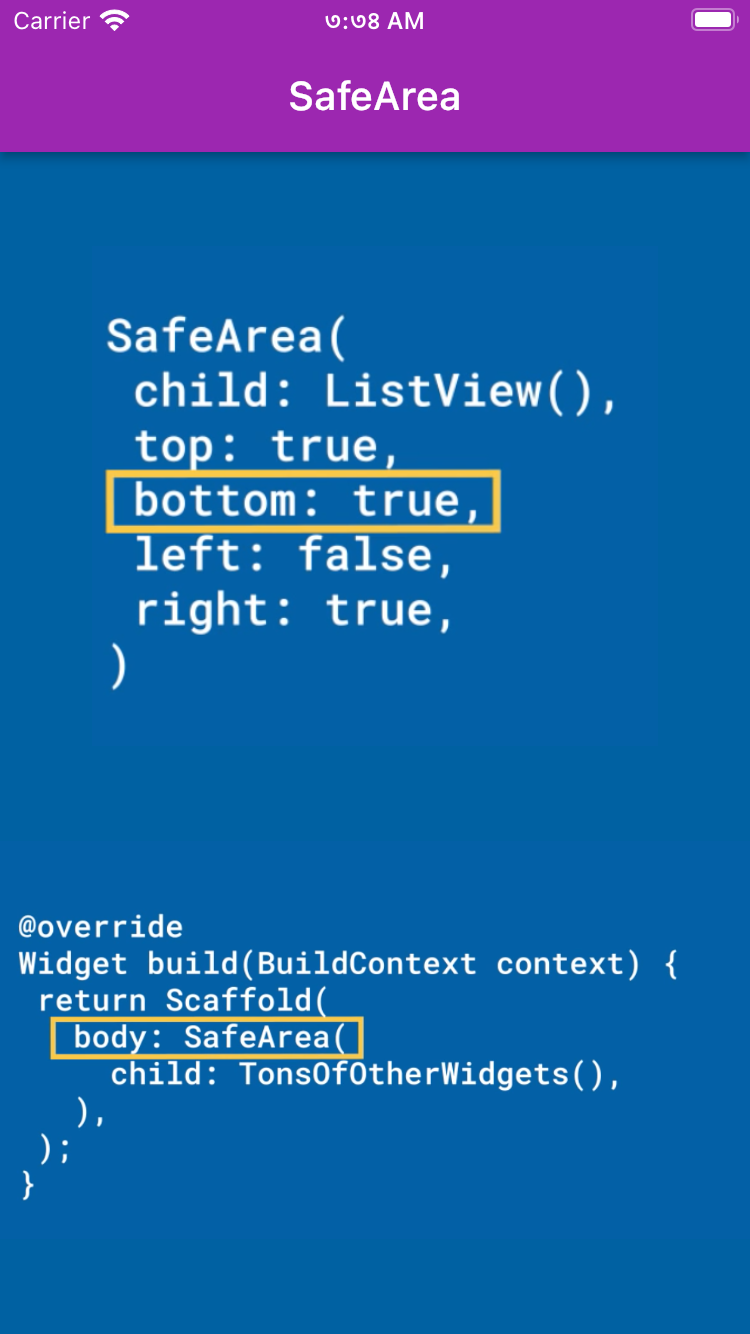 Carrier
৩:৩৪ AM
SafeArea
SafeArea(
child: ListView(),
top: true,
bottom: true,
left: false,
right: true,
)
@override
Widget build(BuildContext context) {
return Scaffold(
body: SafeArea(
child: TonsOfOtherWidgets(),
),
);
}